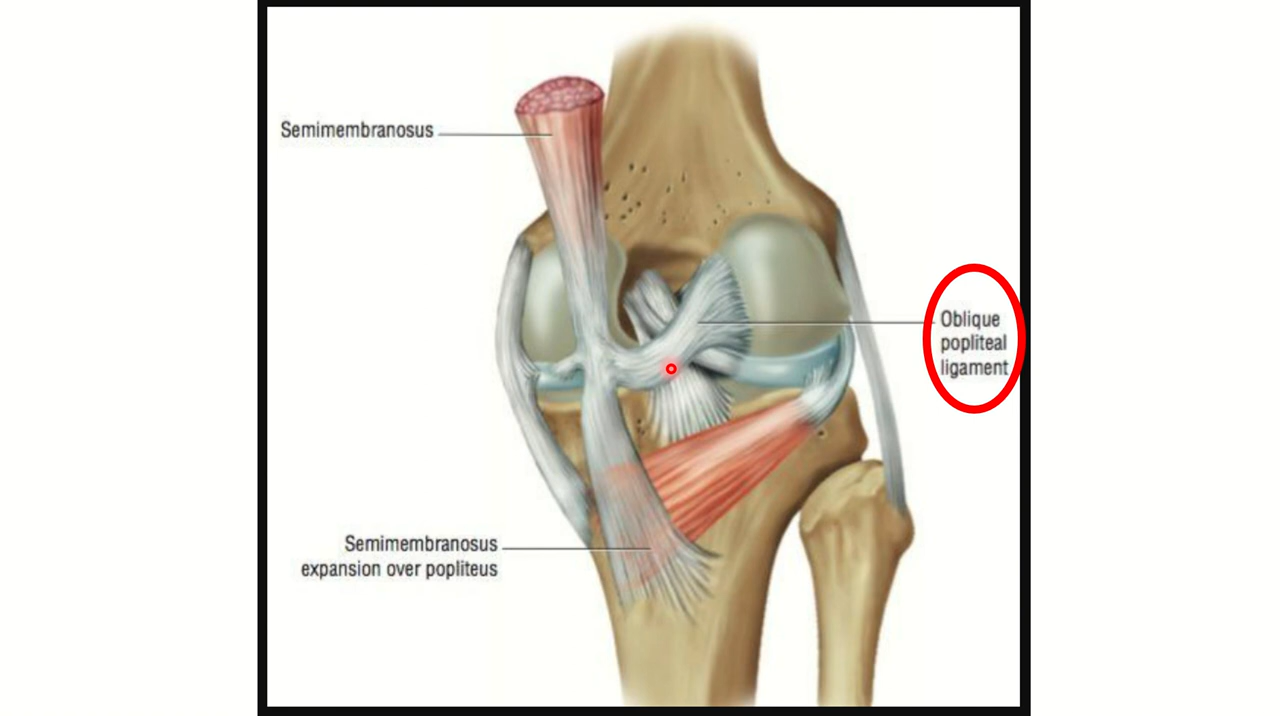 Semimembranosus
Oblique
popliteal
ligament
Semimembranosus
expansion over popliteus